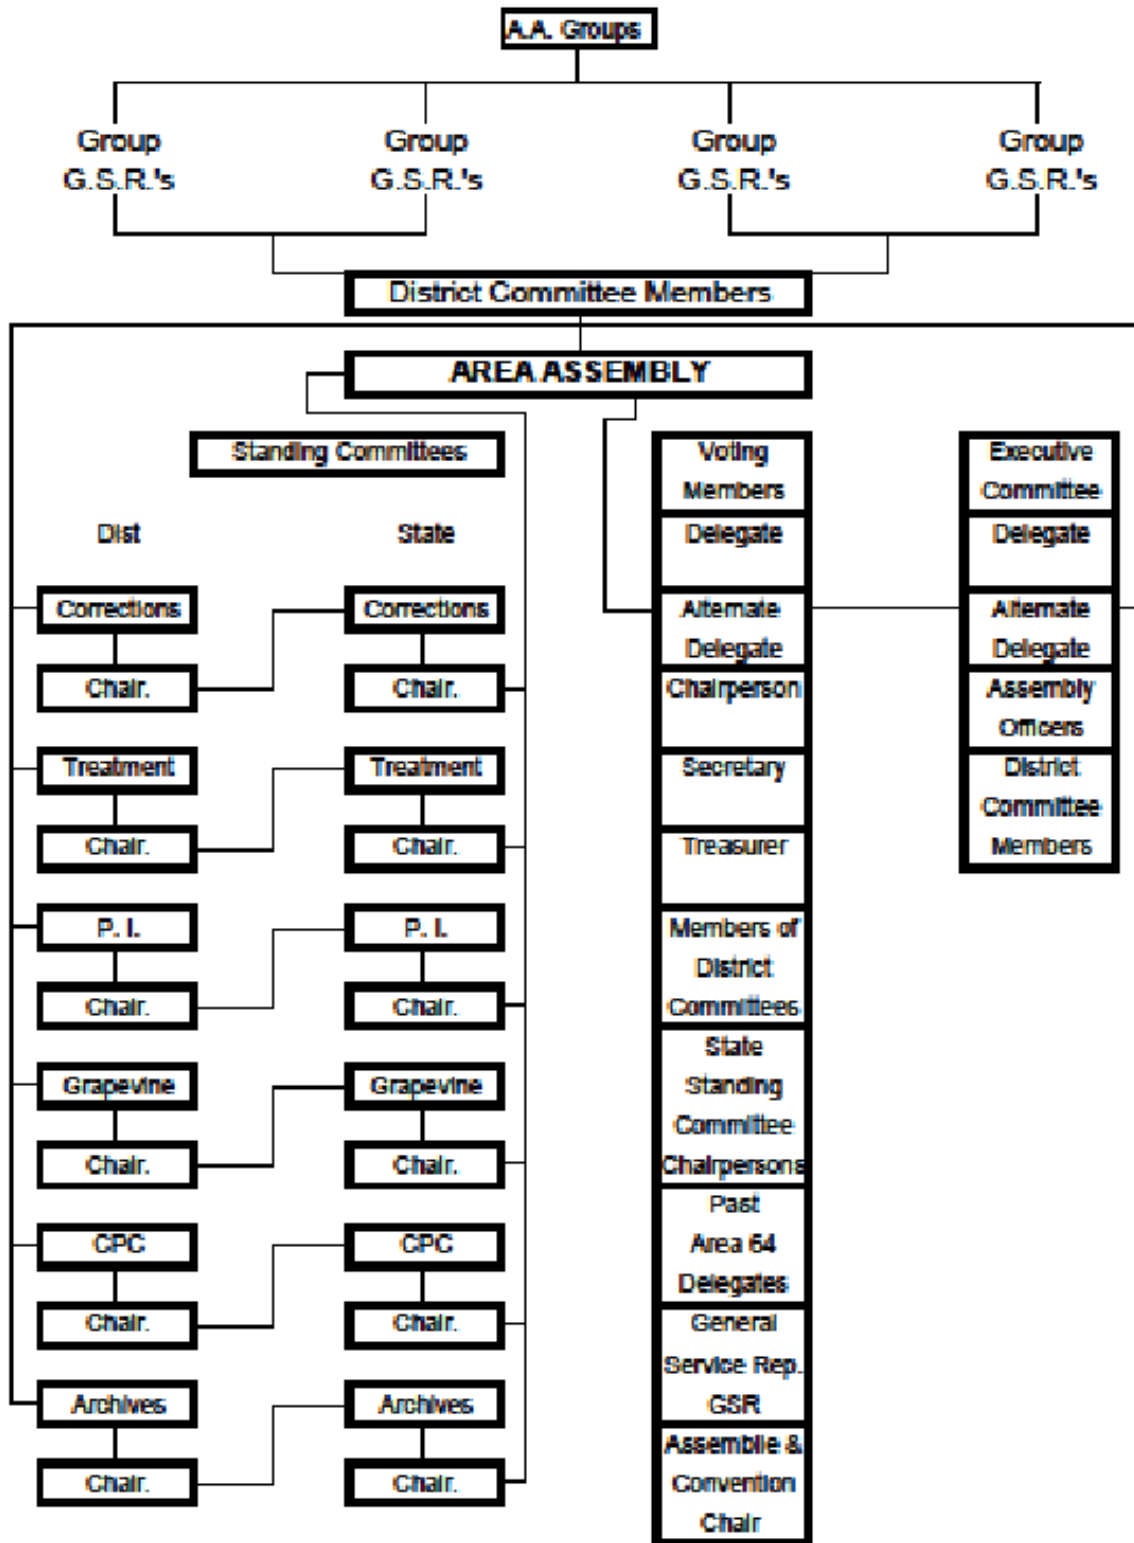 A.A. Groups
Group
G.S.R.'s
Group
G.S.R.'s
Group
G.S.R.'s
Group
G.S.R.'s
District Committee Members
AREA ASSEMBLY
Standing Committees
Dist
State
Corrections
Corrections
Chair.
Chair.
Treatment
Treatment
Chair.
Chair.
P. I.
P. I.
Chair.
Chair.
Grapevine
Grapevine
Chair.
Chair.
CPC
CPC
Chair.
Chair.
Archives
Archives
Chair.
Chair.
Voting
Members
Delegate
Alternate
Delegate
Chairperson
Secretary
Treasurer
Members of
District
Committees
State
Standing
Committee
Chairpersons
Past
Area 64
Delegates
General
Service Rep.
GSR
Assemblie &
Convention
Chair
Executive
Committee
Delegate
Alternate
Delegate
Assembly
Officers
District
Committee
Members